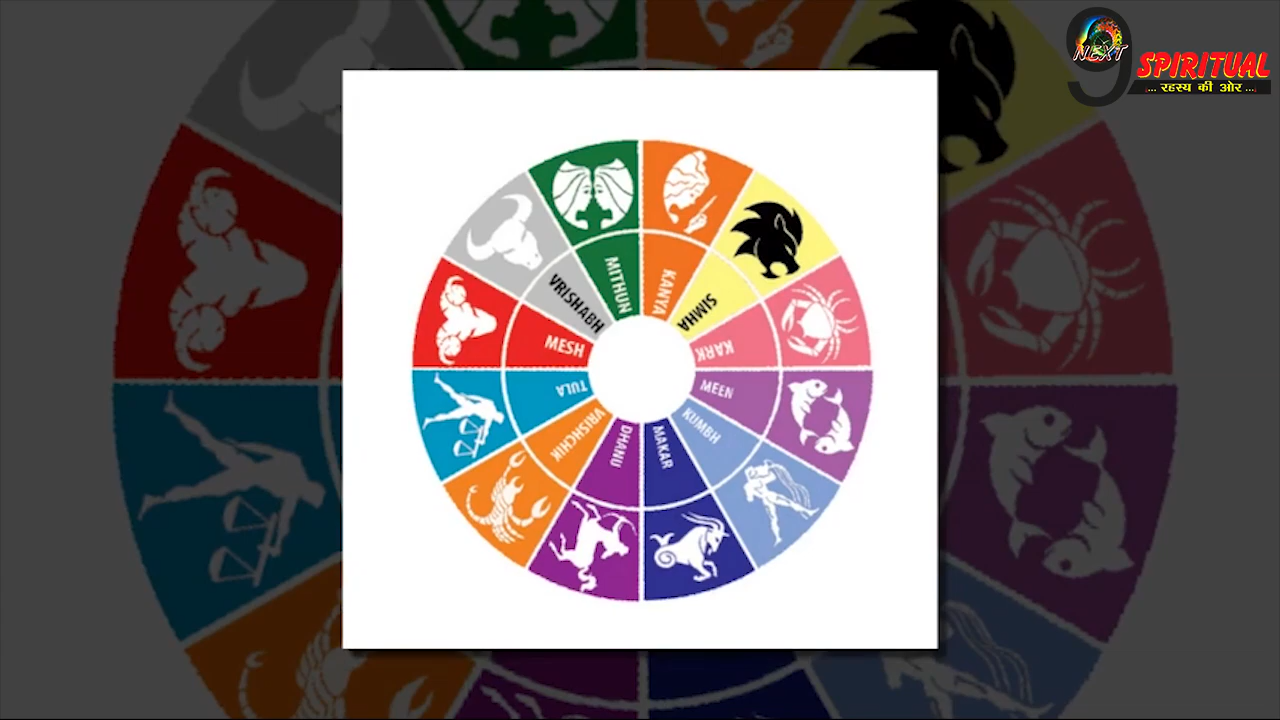 9
NEXT
SPIRITUAL
... रहस्य की ओर ...
MITHUN
KANYA
VRISHABH
SIMHA
MESH
KARK
TULA
MEEN
VRISHCHIK
KUMBH
DHANU
MAKAR